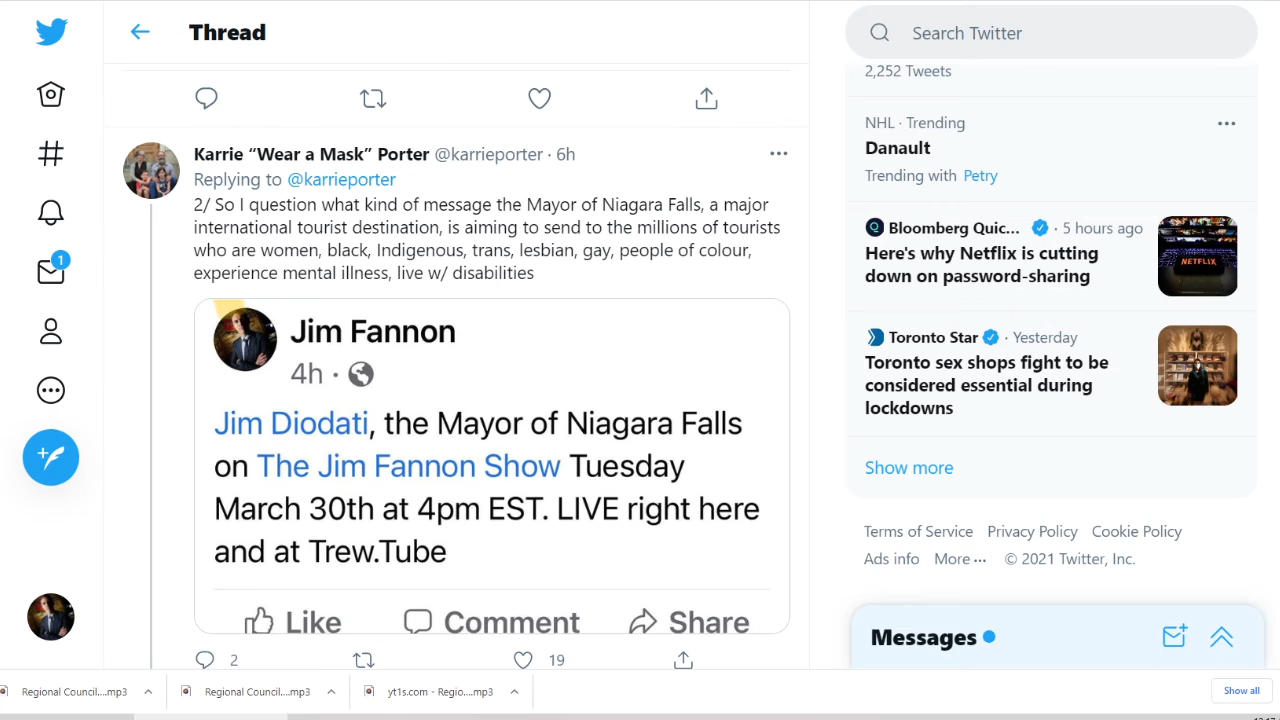 Thread
Search Twitter
2,252 Tweets
NHL · Trending
Danault
Trending with Petry
Karrie “Wear a Mask” Porter @karrieporter · 6h
Replying to @karrieporter
2/ So I question what kind of message the Mayor of Niagara Falls, a major
international tourist destination, is aiming to send to the millions of tourists
who are women, black, Indigenous, trans, lesbian, gay, people of colour,
experience mental illness, live w/ disabilities
Jim Fannon
4h ·
Jim Diodati, the Mayor of Niagara Falls
on The Jim Fannon Show Tuesday
March 30th at 4pm EST. LIVE right here
and at Trew.Tube
Like Comment Share
2 19
Bloomberg Quic... · 5 hours ago
Here's why Netflix is cutting
down on password-sharing
NETFLIX
Toronto Star · Yesterday
Toronto sex shops fight to be
considered essential during
lockdowns
Show more
Terms of Service Privacy Policy Cookie Policy
Ads info More ··· © 2021 Twitter, Inc.
1
Messages
Regional Council....mp3
Regional Council....mp3
yt1s.com - Regio....mp3
Show all